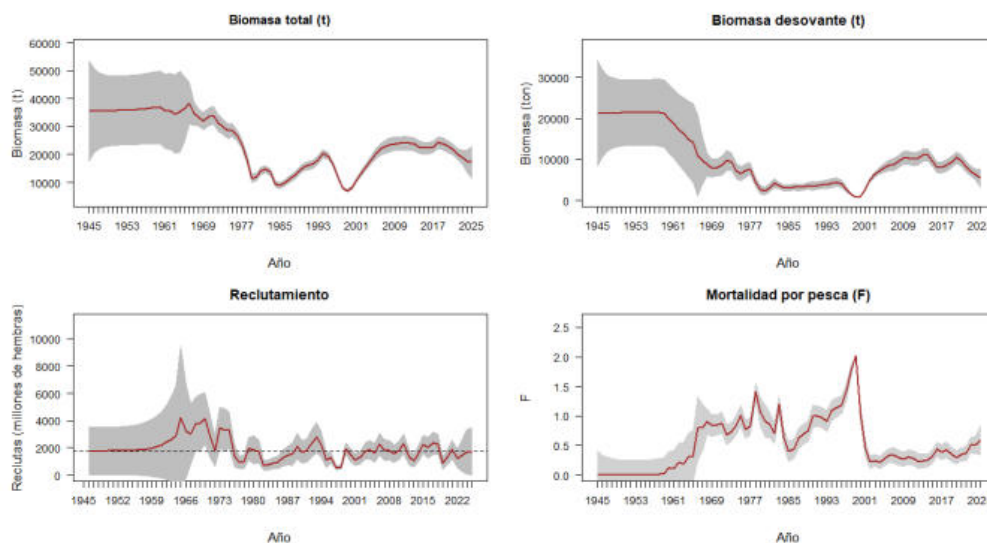 Biomasa total (t)
Biomasa (t)
60000
50000
40000
30000
20000
10000
1945 1953 1961 1969 1977 1985 1993 2001 2009 2017 2025
Año
Biomasa desovante (t)
Biomasa (ton)
30000
20000
10000
0
1945 1953 1961 1969 1977 1985 1993 2001 2009 2017
Año
Reclutamiento
Reclutas (millones de hembras)
10000
8000
6000
4000
2000
0
1945 1952 1959 1966 1973 1980 1987 1994 2001 2008 2015 2022
Año
Mortalidad por pesca (F)
F
2.5
2.0
1.5
1.0
0.5
0.0
1945 1953 1961 1969 1977 1985 1993 2001 2009 2017
Año